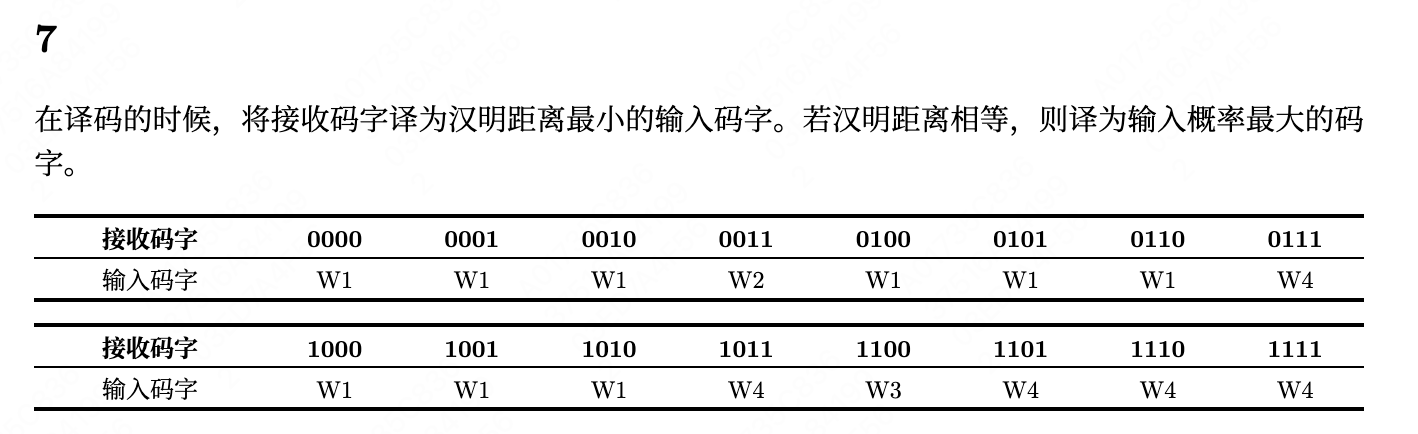 7
在译码的时候，将接收码字译为汉明距离最小的输入码字。若汉明距离相等，则译为输入概率最大的码
字。
接收码字 0000 0001 0010 0011 0100 0101 0110 0111
输入码字 W1 W1 W1 W2 W1 W1 W1 W4
接收码字 1000 1001 1010 1011 1100 1101 1110 1111
输入码字 W1 W1 W1 W4 W3 W4 W4 W4